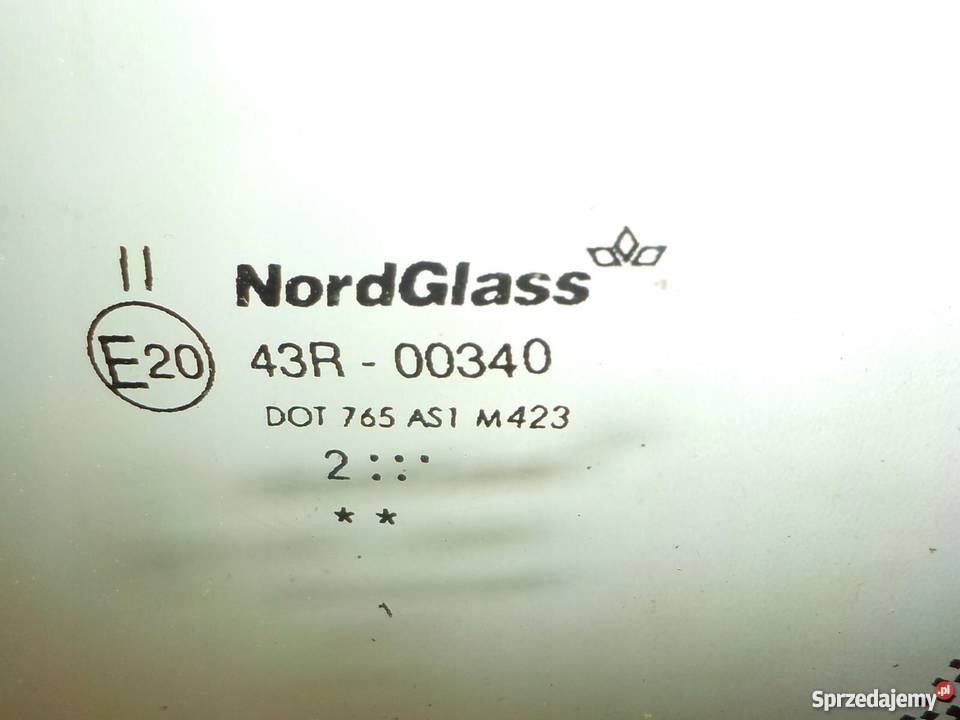 II
NordGlass
E20 43R - 00340
DOT 765 AS1 M423
2 : : ·
* *
Sprzedajemy.pl